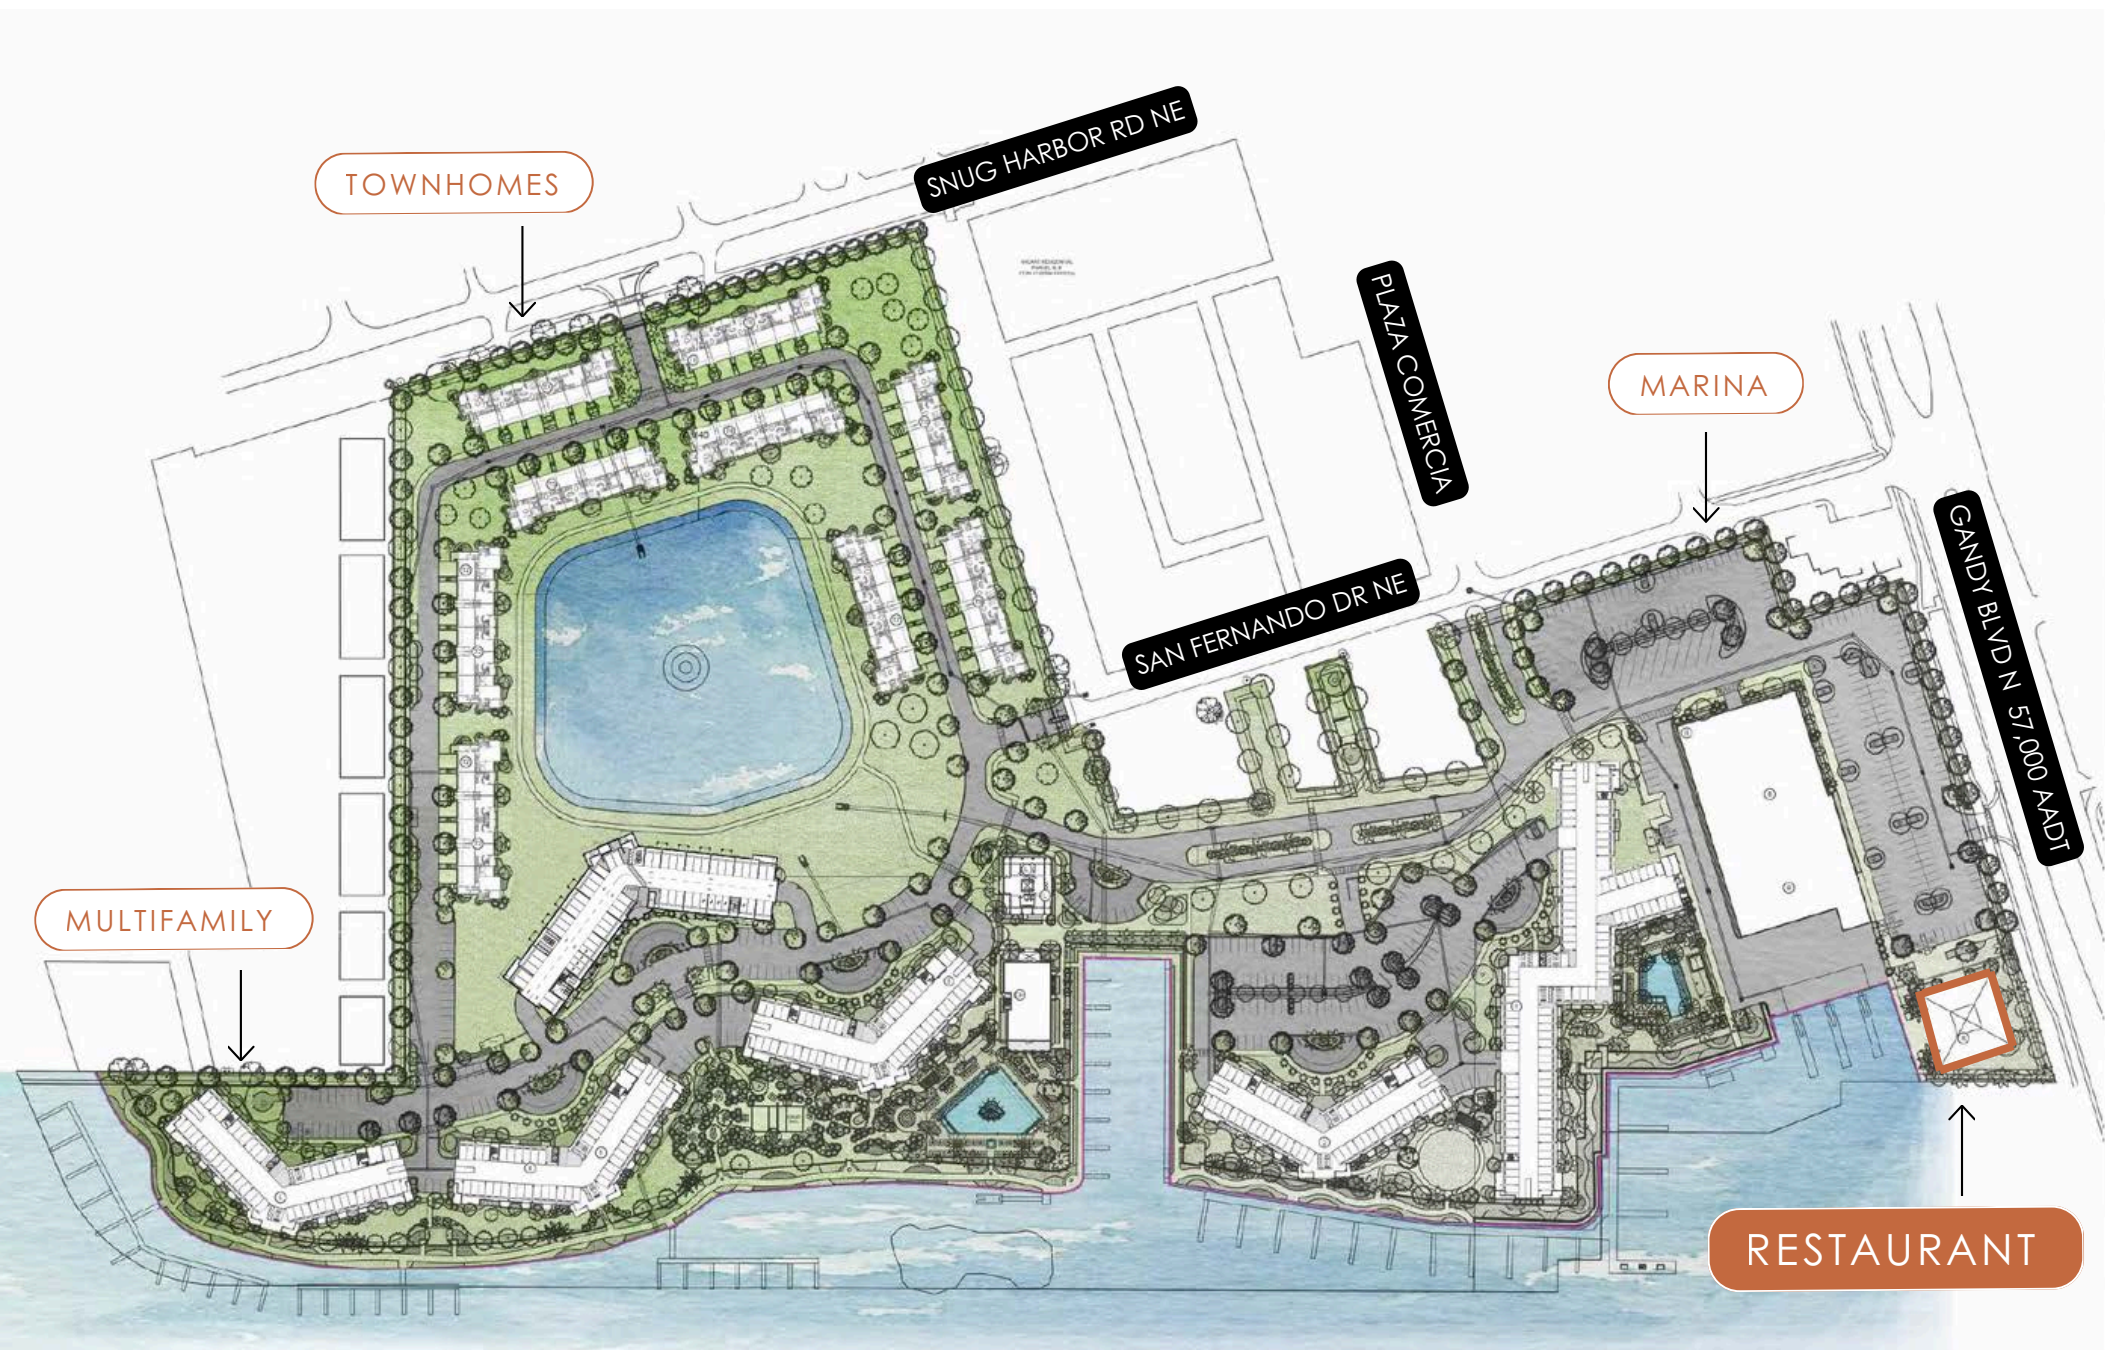 SNUG HARBOR RD NE
TOWNHOMES
PLAZA COMERCIA
MARINA
GANDY BLVD N 57,000 AADT
SAN FERNANDO DR NE
MULTIFAMILY
RESTAURANT